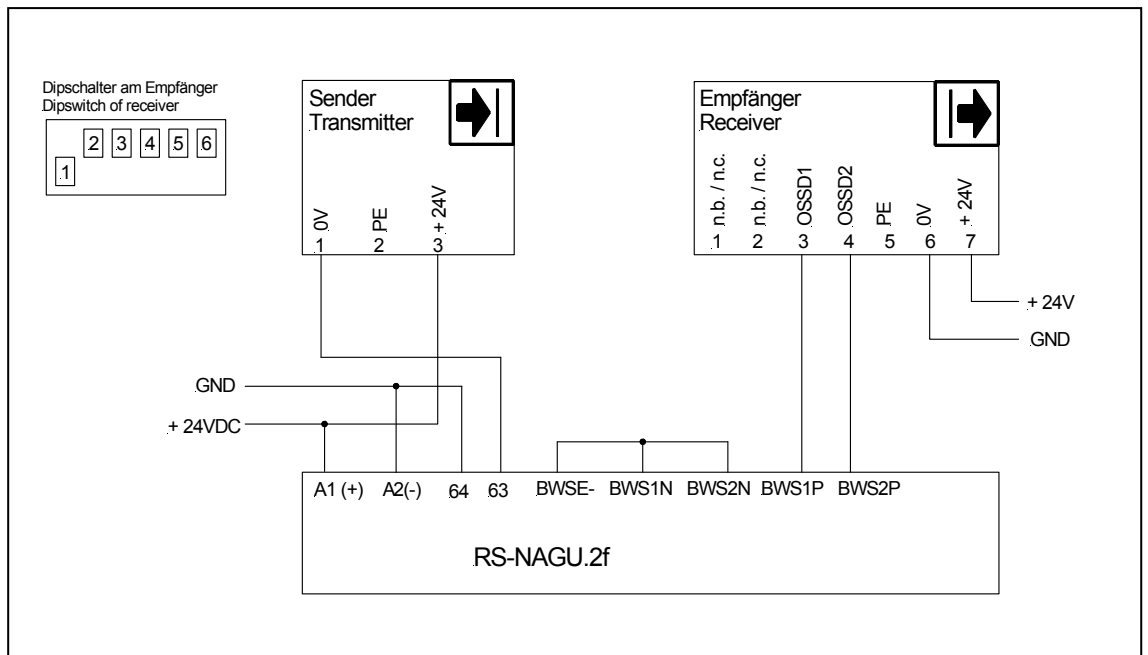 Dipschalter am Empfänger
Dipswitch of receiver
1 2 3 4 5 6
Sender
Transmitter
0V PE + 24V
1 2 3
Empfänger
Receiver
n.b. / n.c. n.b. / n.c. OSSD1 OSSD2 PE 0V + 24V
1 2 3 4 5 6 7
+ 24V
GND
GND
+ 24VDC
A1 (+) A2(-) 64 63 BWSE- BWS1N BWS2N BWS1P BWS2P
RS-NAGU.2f